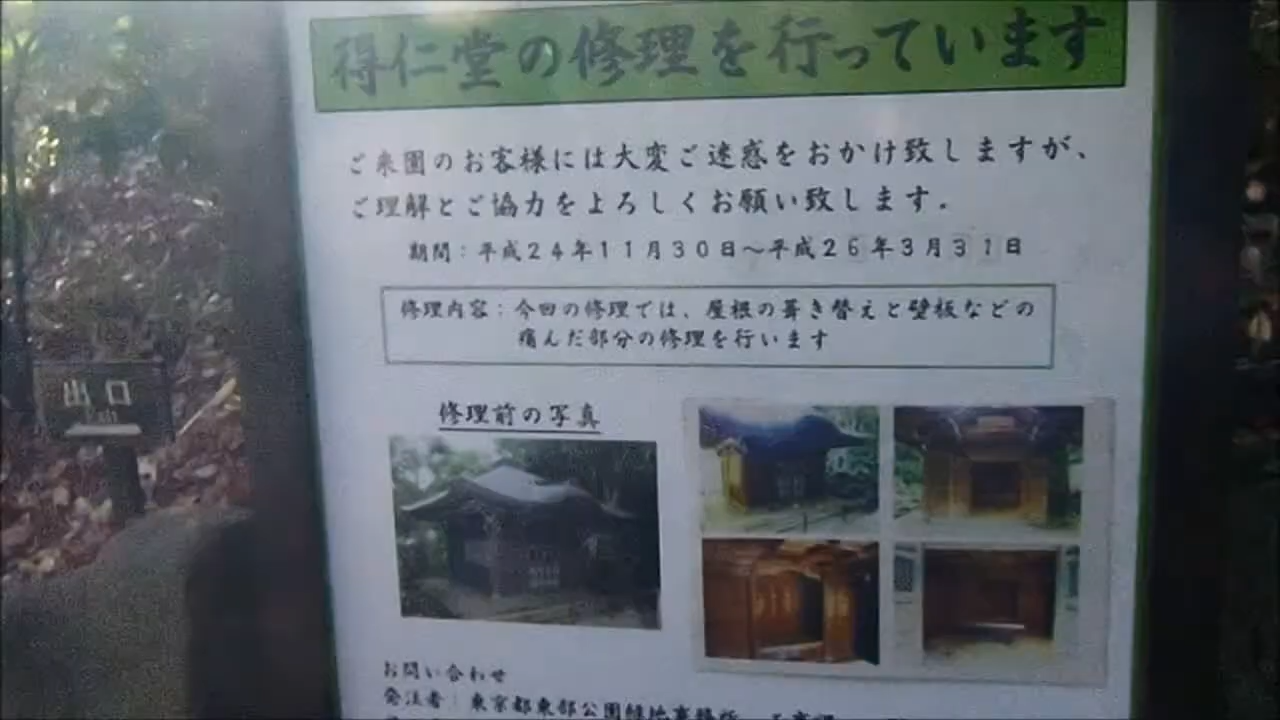 得仁堂の修理を行っています
ご来園のお客様には大変ご迷惑をおかけ致しますが、
ご理解とご協力をよろしくお願い致します。
期間:平成24年11月30日~平成26年3月31日
修理内容:今回の修理では、屋根の葺き替えと壁板などの
痛んだ部分の修理を行います
修理前の写真
お問い合わせ
発注者:東京都東部公園緑地事務所
出口